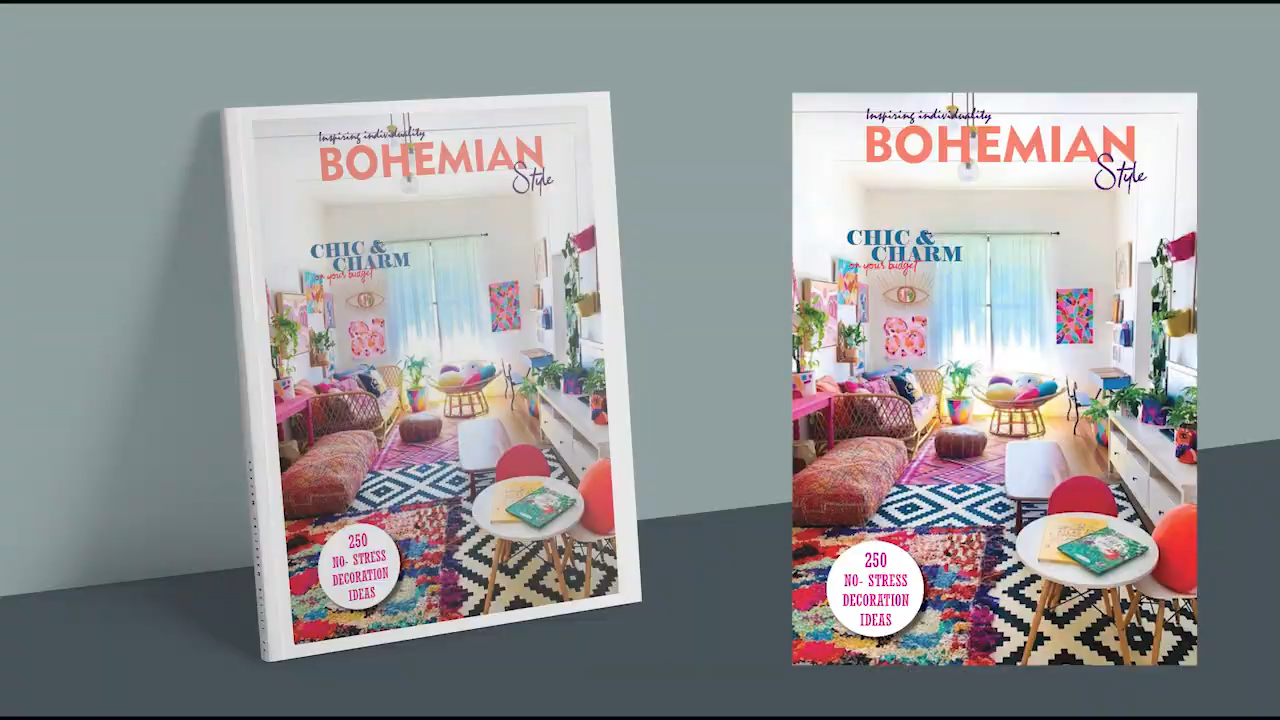 Inspiring individuality
BOHEMIAN
Style
CHIC &
CHARM
on your budget
250
NO- STRESS
DECORATION
IDEAS
Inspiring individuality
BOHEMIAN
Style
CHIC &
CHARM
on your budget
250
NO- STRESS
DECORATION
IDEAS